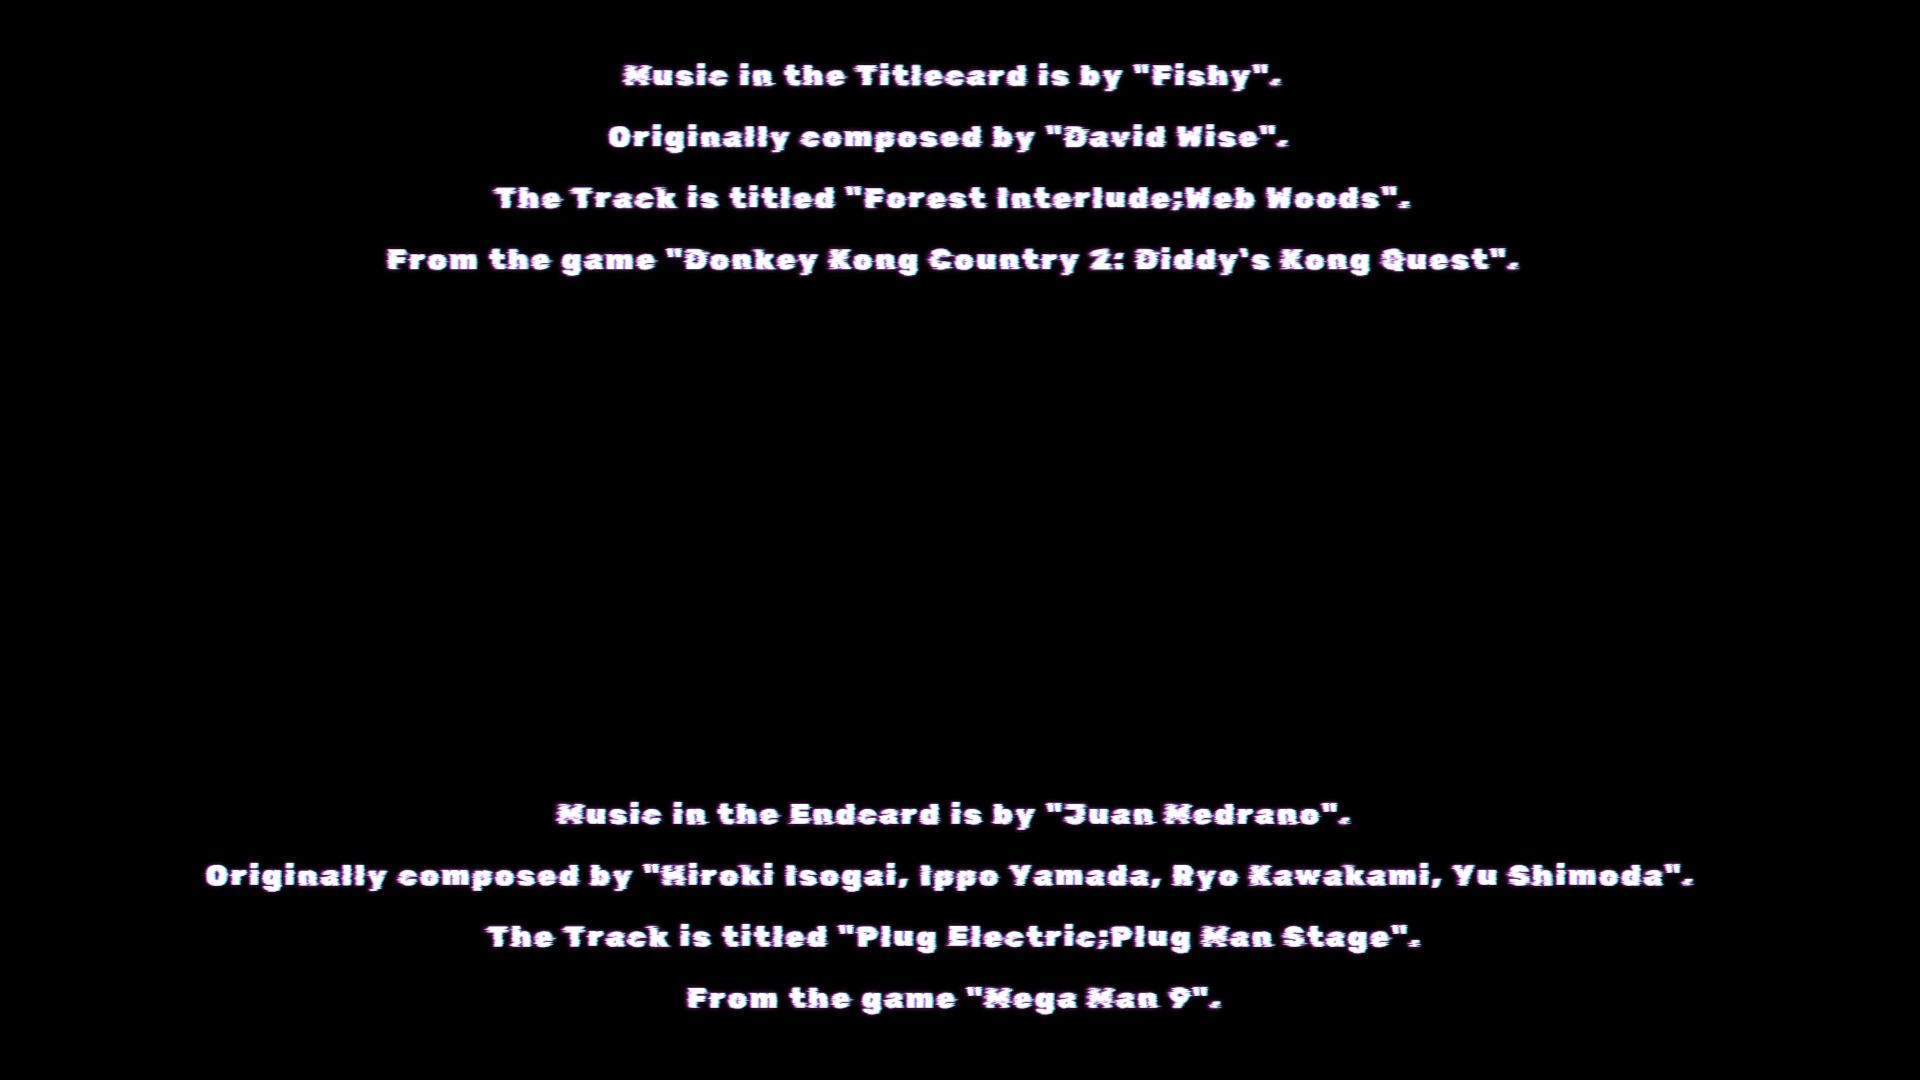 Music in the Titlecard is by "Fishy".
Originally composed by "David Wise".
The Track is titled "Forest Interlude;Web Woods".
From the game "Donkey Kong Country 2: Diddy's Kong Quest".
Music in the Endcard is by "Juan Medrano".
Originally composed by "Hiroki Isogai, Ippo Yamada, Ryo Kawakami, Yu Shimoda".
The Track is titled "Plug Electric;Plug Man Stage".
From the game "Mega Man 9".